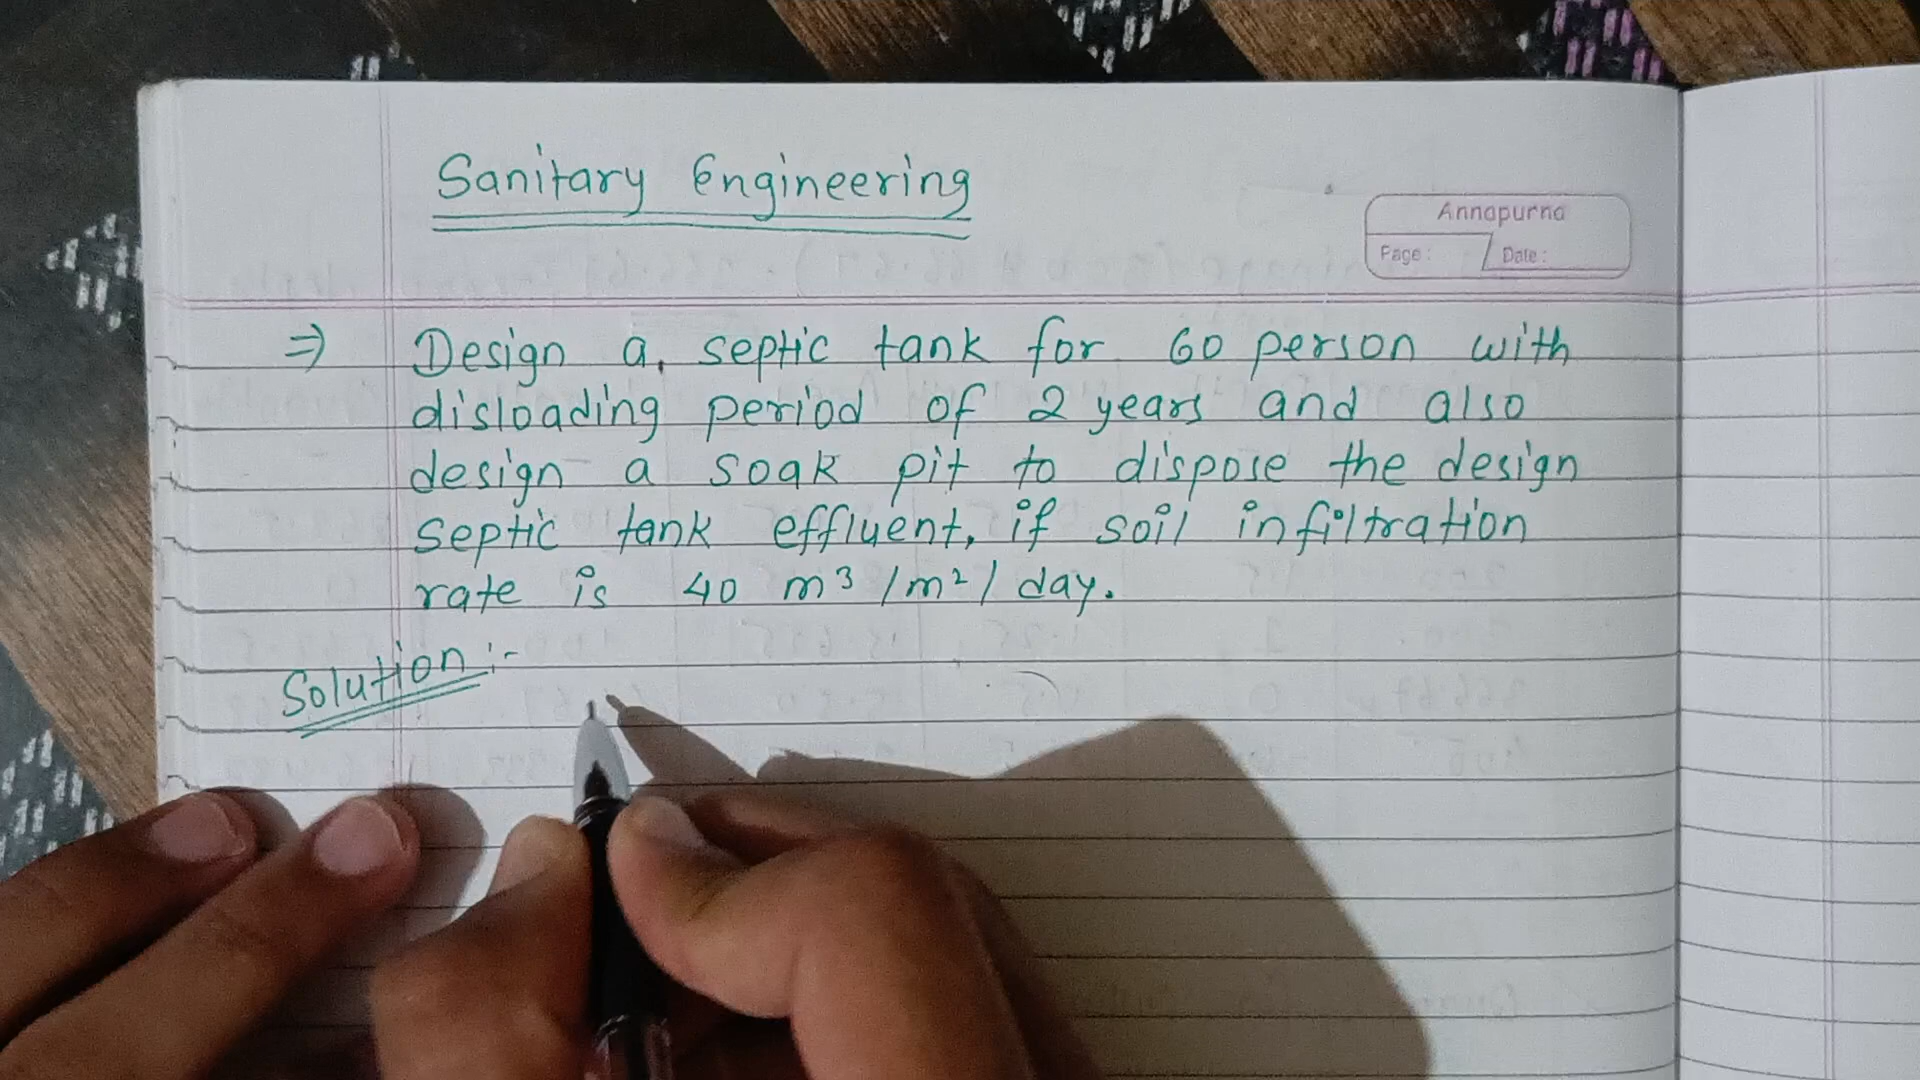 Sanitary Engineering
Annapurna
Page: Date:
⇒ Design a septic tank for 60 person with
disloading period of 2 years and also
design a soak pit to dispose the design
septic tank effluent, if soil infiltration
rate is 40 m³/m²/day.
Solution:-